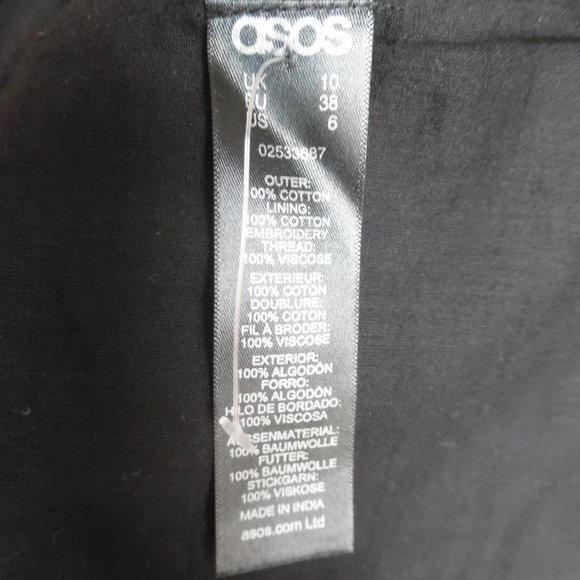 asos
UK 10
EU 38
US 6
02533887
OUTER:
100% COTTON
LINING:
100% COTTON
EMBROIDERY
THREAD:
100% VISCOSE
EXTERIEUR:
100% COTON
DOUBLURE:
100% COTON
FIL À BRODER:
100% VISCOSE
EXTERIOR:
100% ALGODÓN
FORRO:
100% ALGODÓN
HILO DE BORDADO:
100% VISCOSA
AUSSENMATERIAL:
100% BAUMWOLLE
FUTTER:
100% BAUMWOLLE
STICKGARN:
100% VISKOSE
MADE IN INDIA
asos.com Ltd